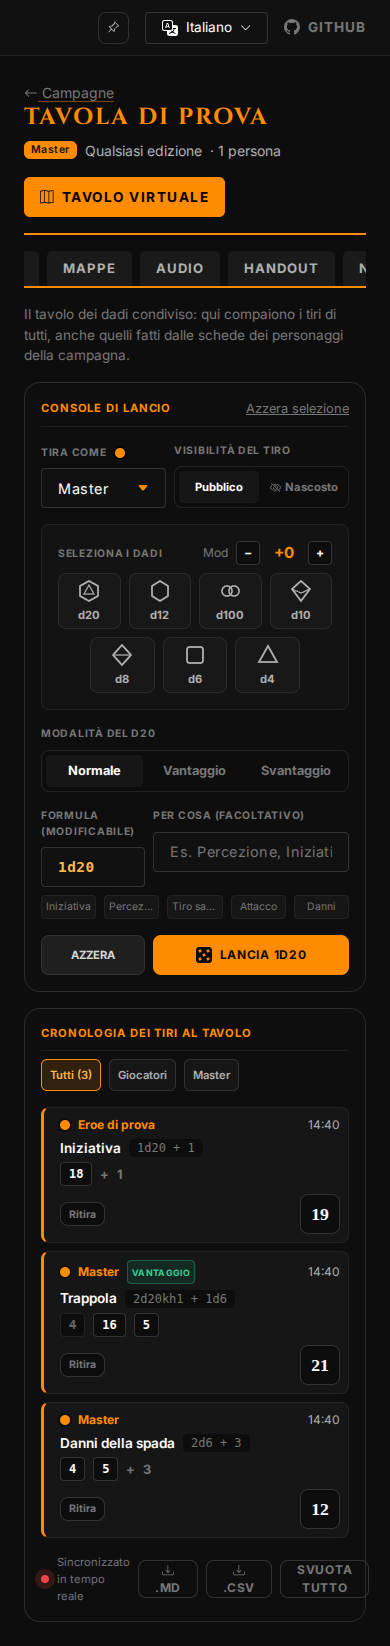 Italiano
GITHUB
← Campagne
TAVOLA DI PROVA
Master Qualsiasi edizione · 1 persona
TAVOLO VIRTUALE
MAPPE AUDIO HANDOUT
Il tavolo dei dadi condiviso: qui compaiono i tiri di
tutti, anche quelli fatti dalle schede dei personaggi
della campagna.
CONSOLE DI LANCIO Azzera selezione
TIRA COME VISIBILITÀ DEL TIRO
Master Pubblico Nascosto
SELEZIONA I DADI Mod − +0 +
d20 d12 d100 d10
d8 d6 d4
MODALITÀ DEL D20
Normale Vantaggio Svantaggio
FORMULA
(MODIFICABILE)
PER COSA (FACOLTATIVO)
1d20 Es. Percezione, Iniziati
Iniziativa Percez... Tiro sa... Attacco Danni
AZZERA LANCIA 1D20
CRONOLOGIA DEI TIRI AL TAVOLO
Tutti (3) Giocatori Master
Eroe di prova 14:40
Iniziativa 1d20 + 1
18 + 1
Ritira 19
Master VANTAGGIO 14:40
Trappola 2d20kh1 + 1d6
4 16 5
Ritira 21
Master 14:40
Danni della spada 2d6 + 3
4 5 + 3
Ritira 12
Sincronizzato
in tempo
reale
.MD .CSV
SVUOTA
TUTTO